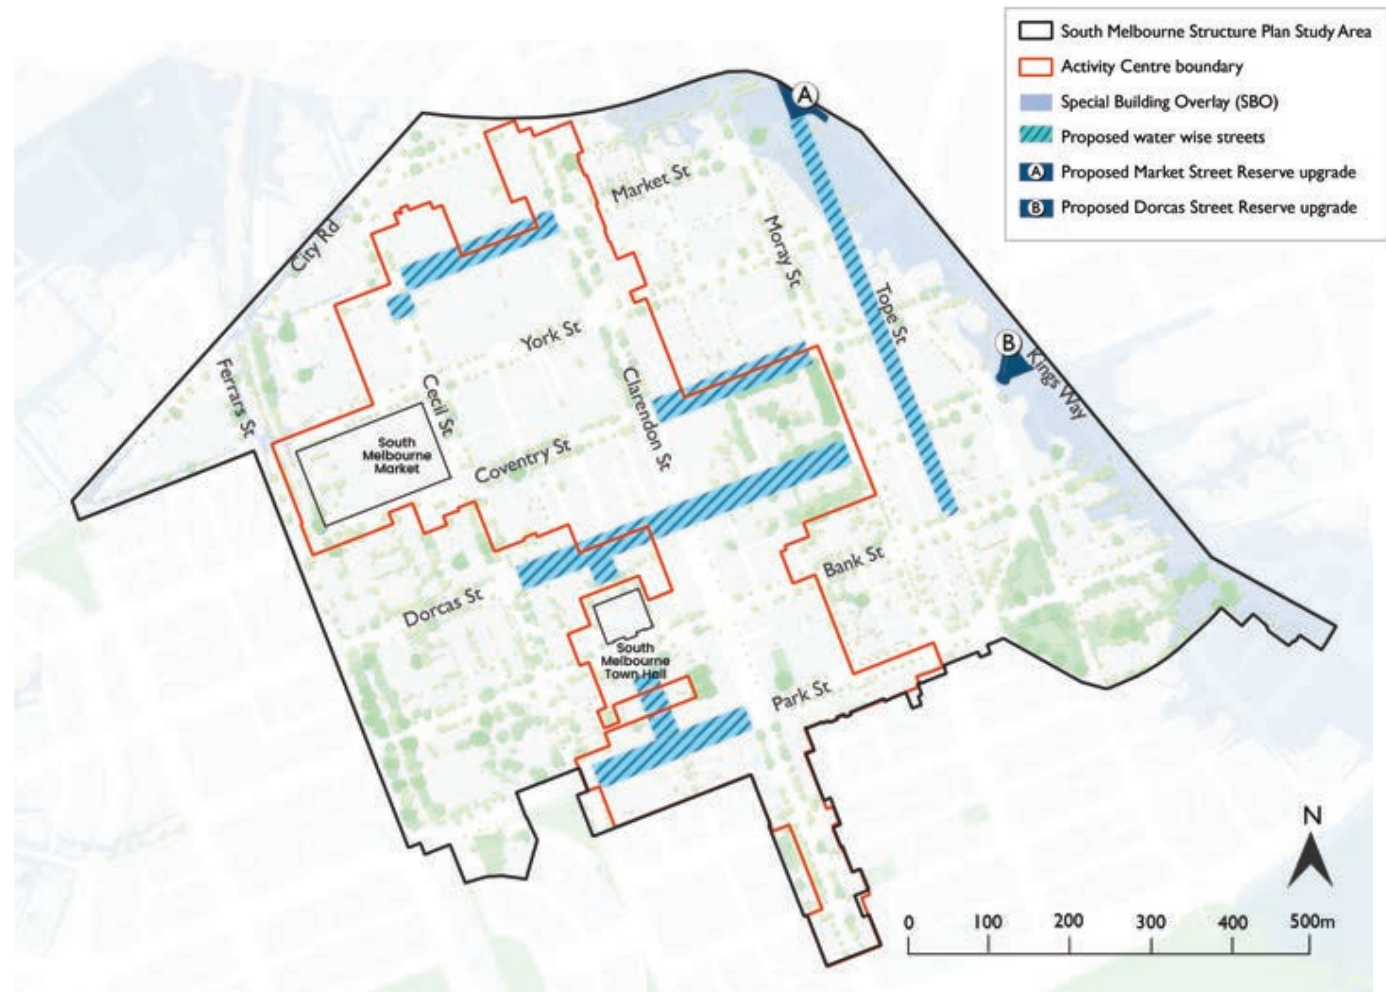 South Melbourne Structure Plan Study Area
Activity Centre boundary
Special Building Overlay (SBO)
Proposed water wise streets
A Proposed Market Street Reserve upgrade
B Proposed Dorcas Street Reserve upgrade
A
Market St
City Rd
Moray St
Tope St
York St
B
Kings Way
Ferrars St
Cecil St
Clarendon St
South
Melbourne
Market
Coventry St
Bank St
Dorcas St
South
Melbourne
Town Hall
Park St
N
0 100 200 300 400 500m